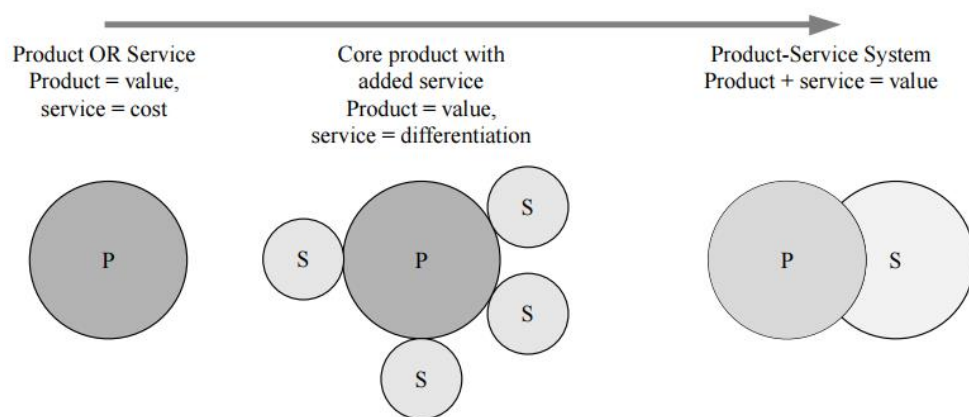 Product OR Service
Product = value,
service = cost
Core product with
added service
Product = value,
service = differentiation
Product-Service System
Product + service = value
P
S
P
S
S
S
P
S